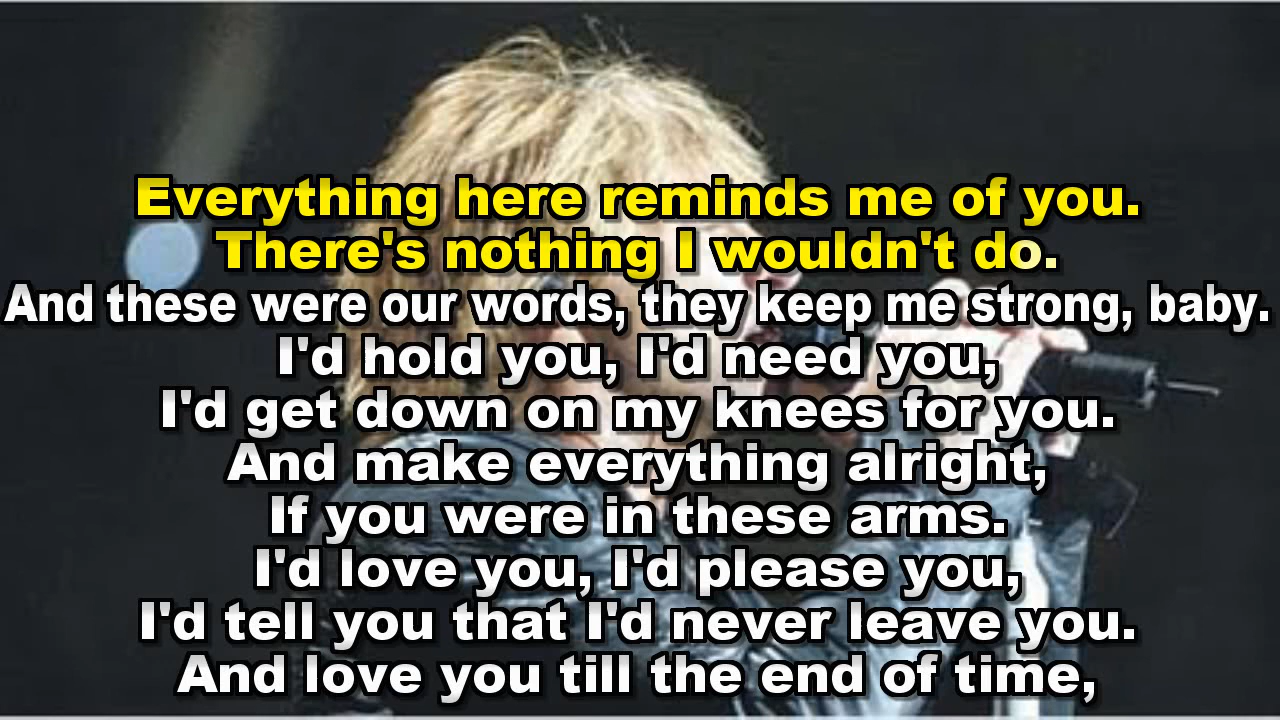 Everything here reminds me of you.
There's nothing I wouldn't do.
And these were our words, they keep me strong, baby.
I'd hold you, I'd need you,
I'd get down on my knees for you.
And make everything alright,
If you were in these arms.
I'd love you, I'd please you,
I'd tell you that I'd never leave you.
And love you till the end of time,